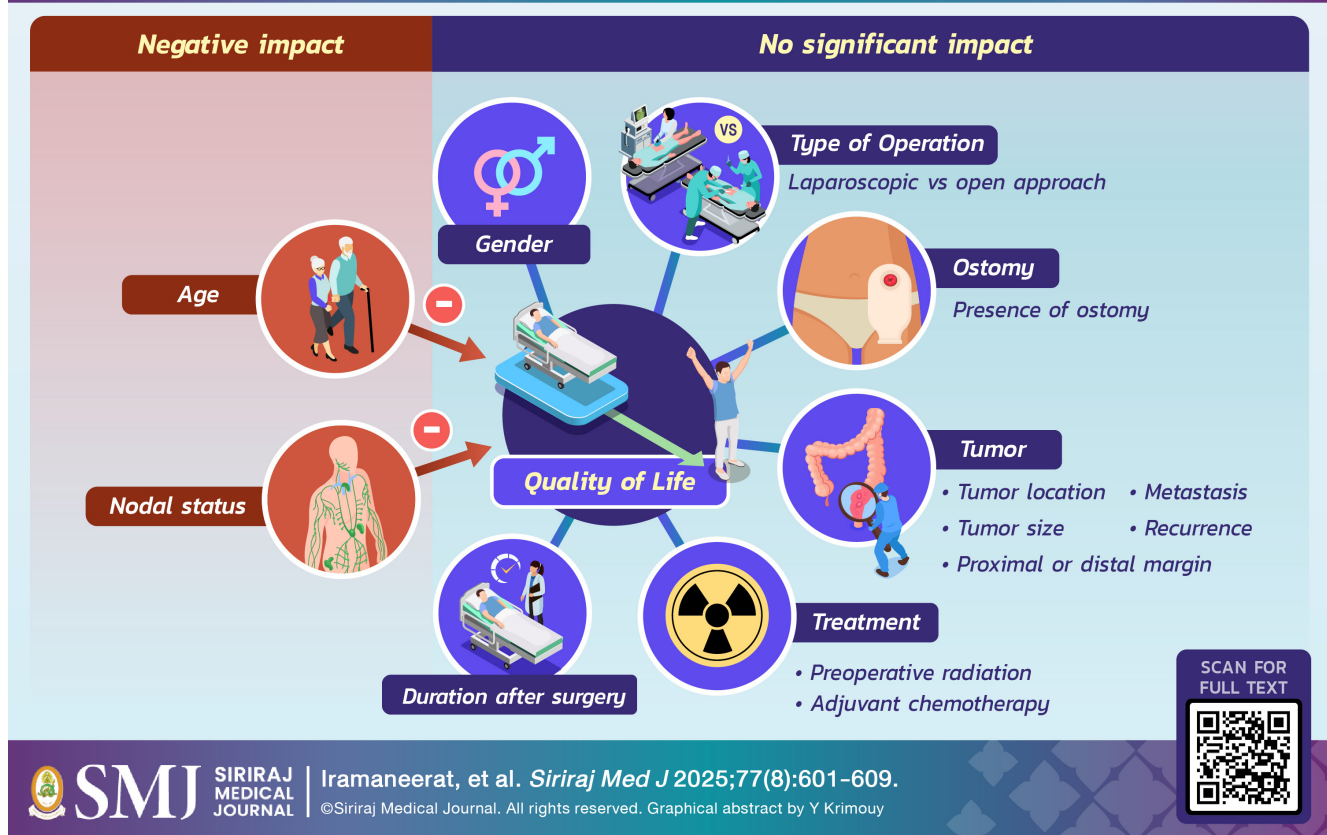 Negative impact
No significant impact
VS
Type of Operation
Laparoscopic vs open approach
Gender
Ostomy
Presence of ostomy
Age
Tumor
• Tumor location
• Metastasis
• Tumor size
• Recurrence
• Proximal or distal margin
Quality of Life
Nodal status
Treatment
• Preoperative radiation
• Adjuvant chemotherapy
Duration after surgery
SCAN FOR
FULL TEXT
SMJ
SIRIRAJ
MEDICAL
JOURNAL
Iramaneerat, et al. Siriraj Med J 2025;77(8):601-609.
©Siriraj Medical Journal. All rights reserved. Graphical abstract by Y Krimouy